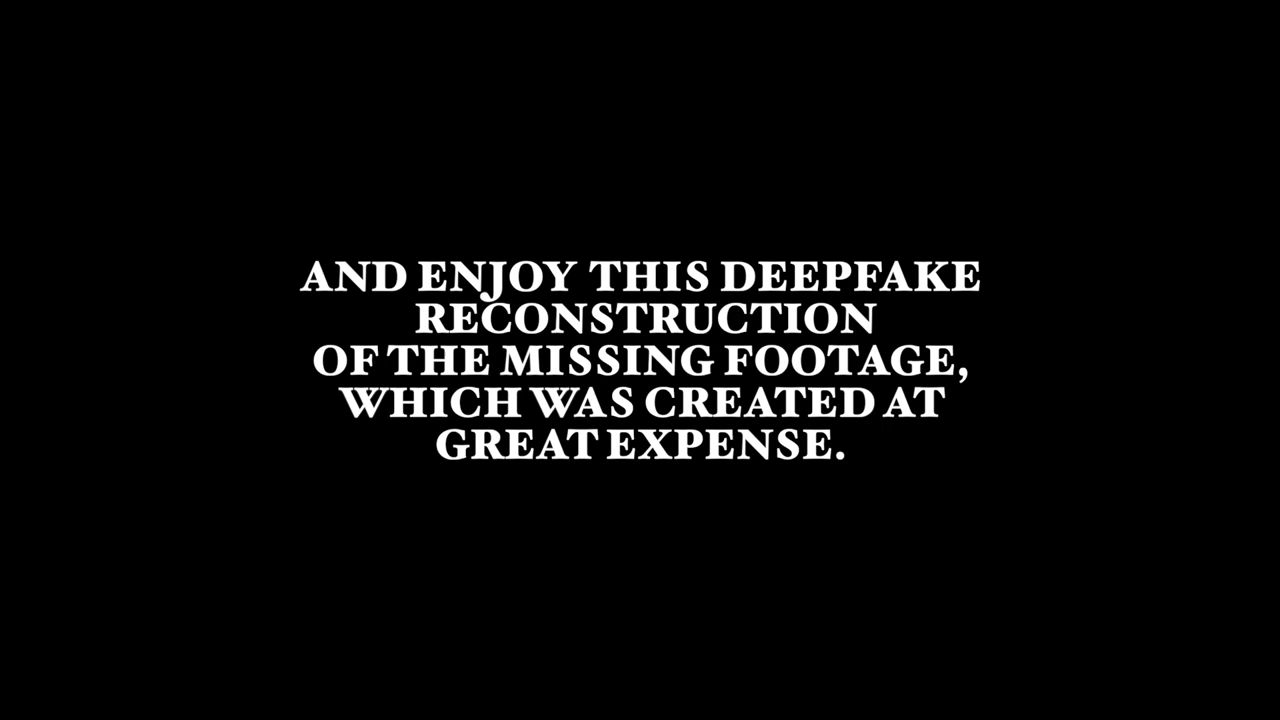 AND ENJOY THIS DEEPFAKE
RECONSTRUCTION
OF THE MISSING FOOTAGE,
WHICH WAS CREATED AT
GREAT EXPENSE.